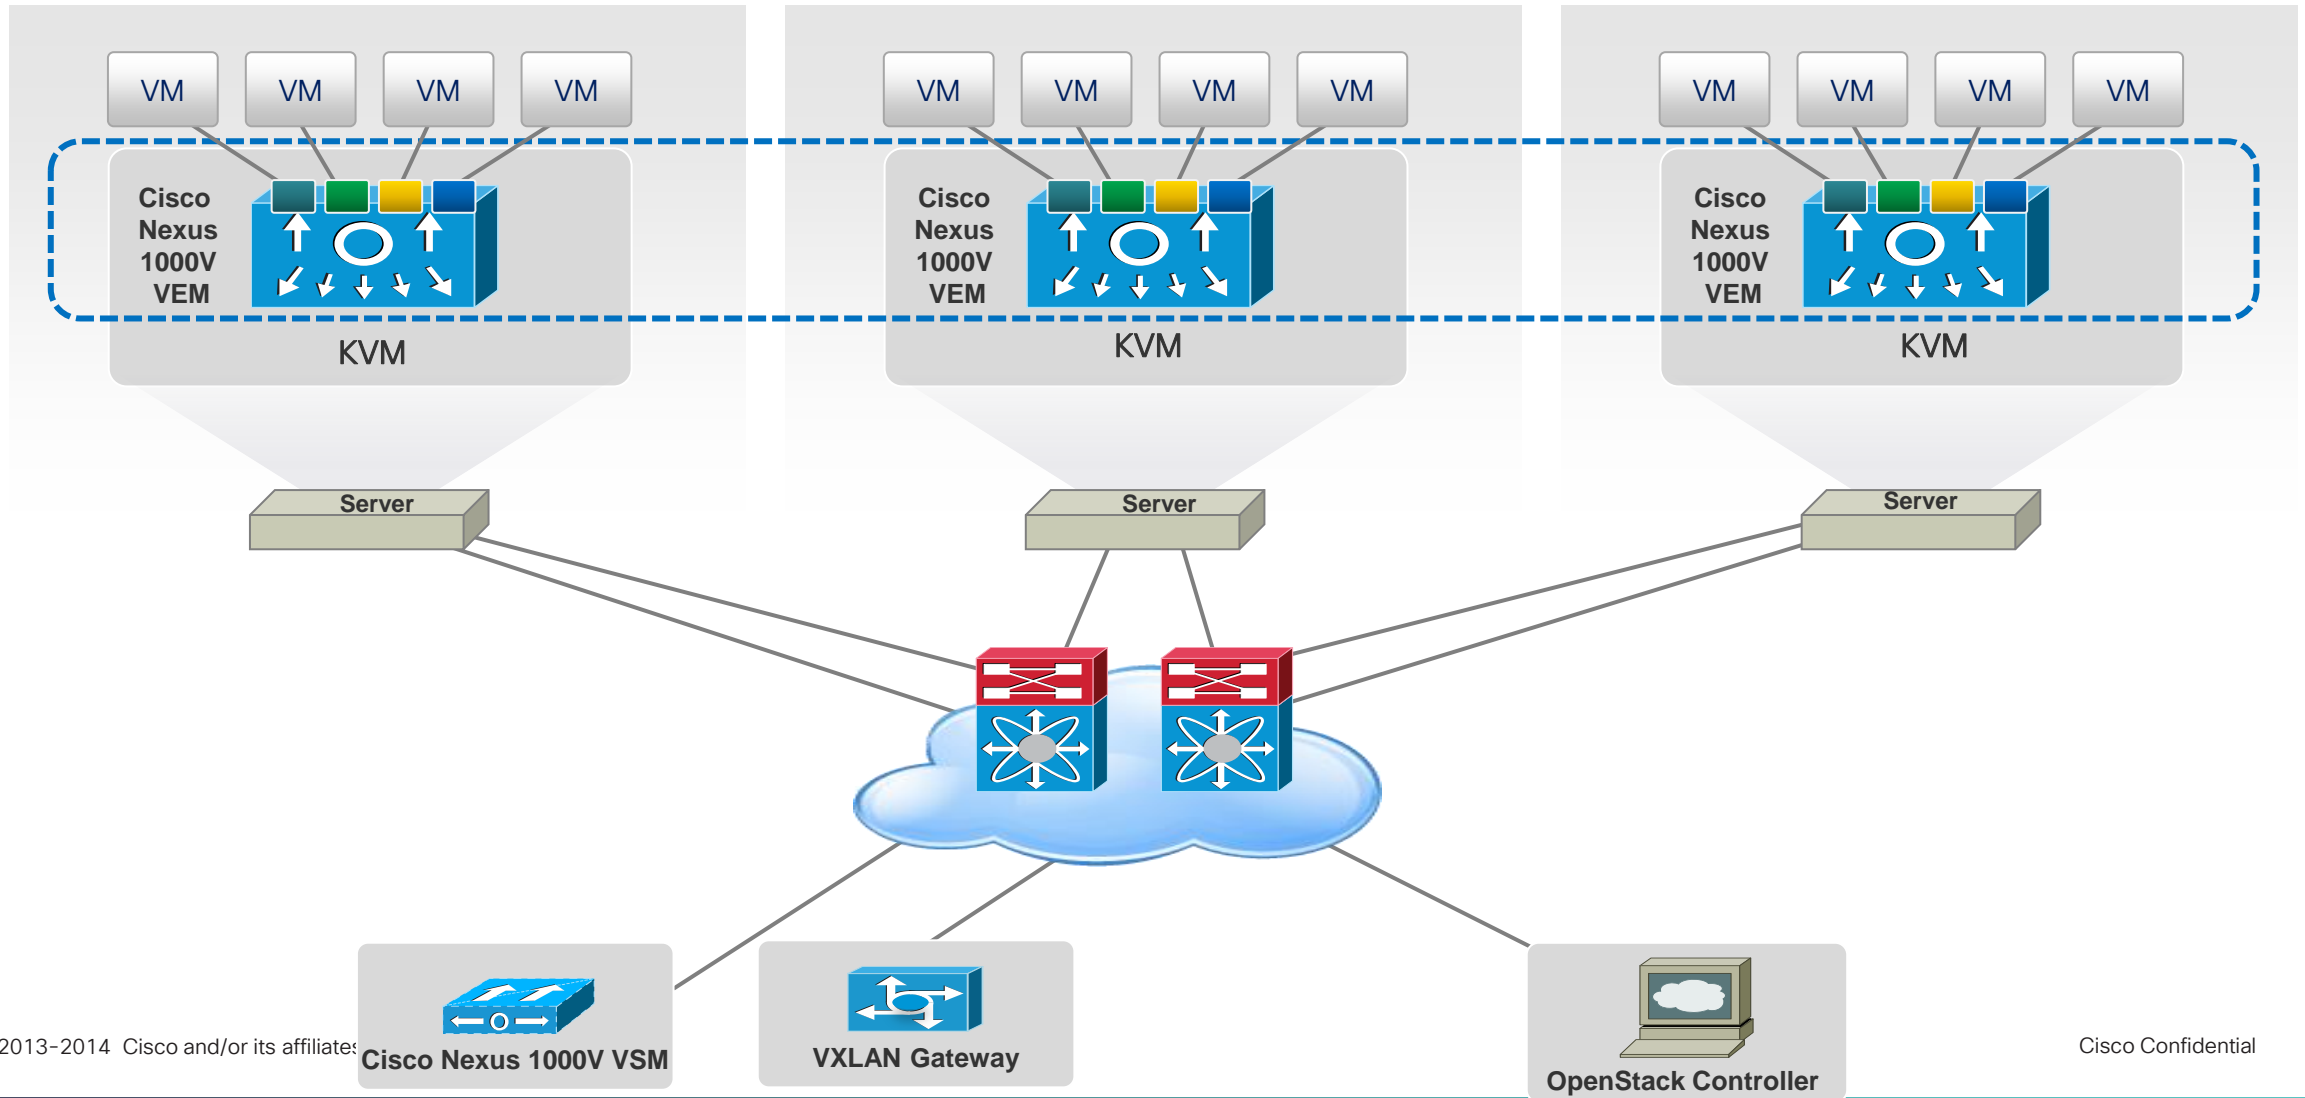 VM VM VM VM VM VM VM VM VM VM VM VM
Cisco
Nexus
1000V
VEM
KVM
Cisco
Nexus
1000V
VEM
KVM
Cisco
Nexus
1000V
VEM
KVM
Server
Server
Server
Cisco Nexus 1000V VSM
VXLAN Gateway
OpenStack Controller
2013-2014 Cisco and/or its affiliates
Cisco Confidential